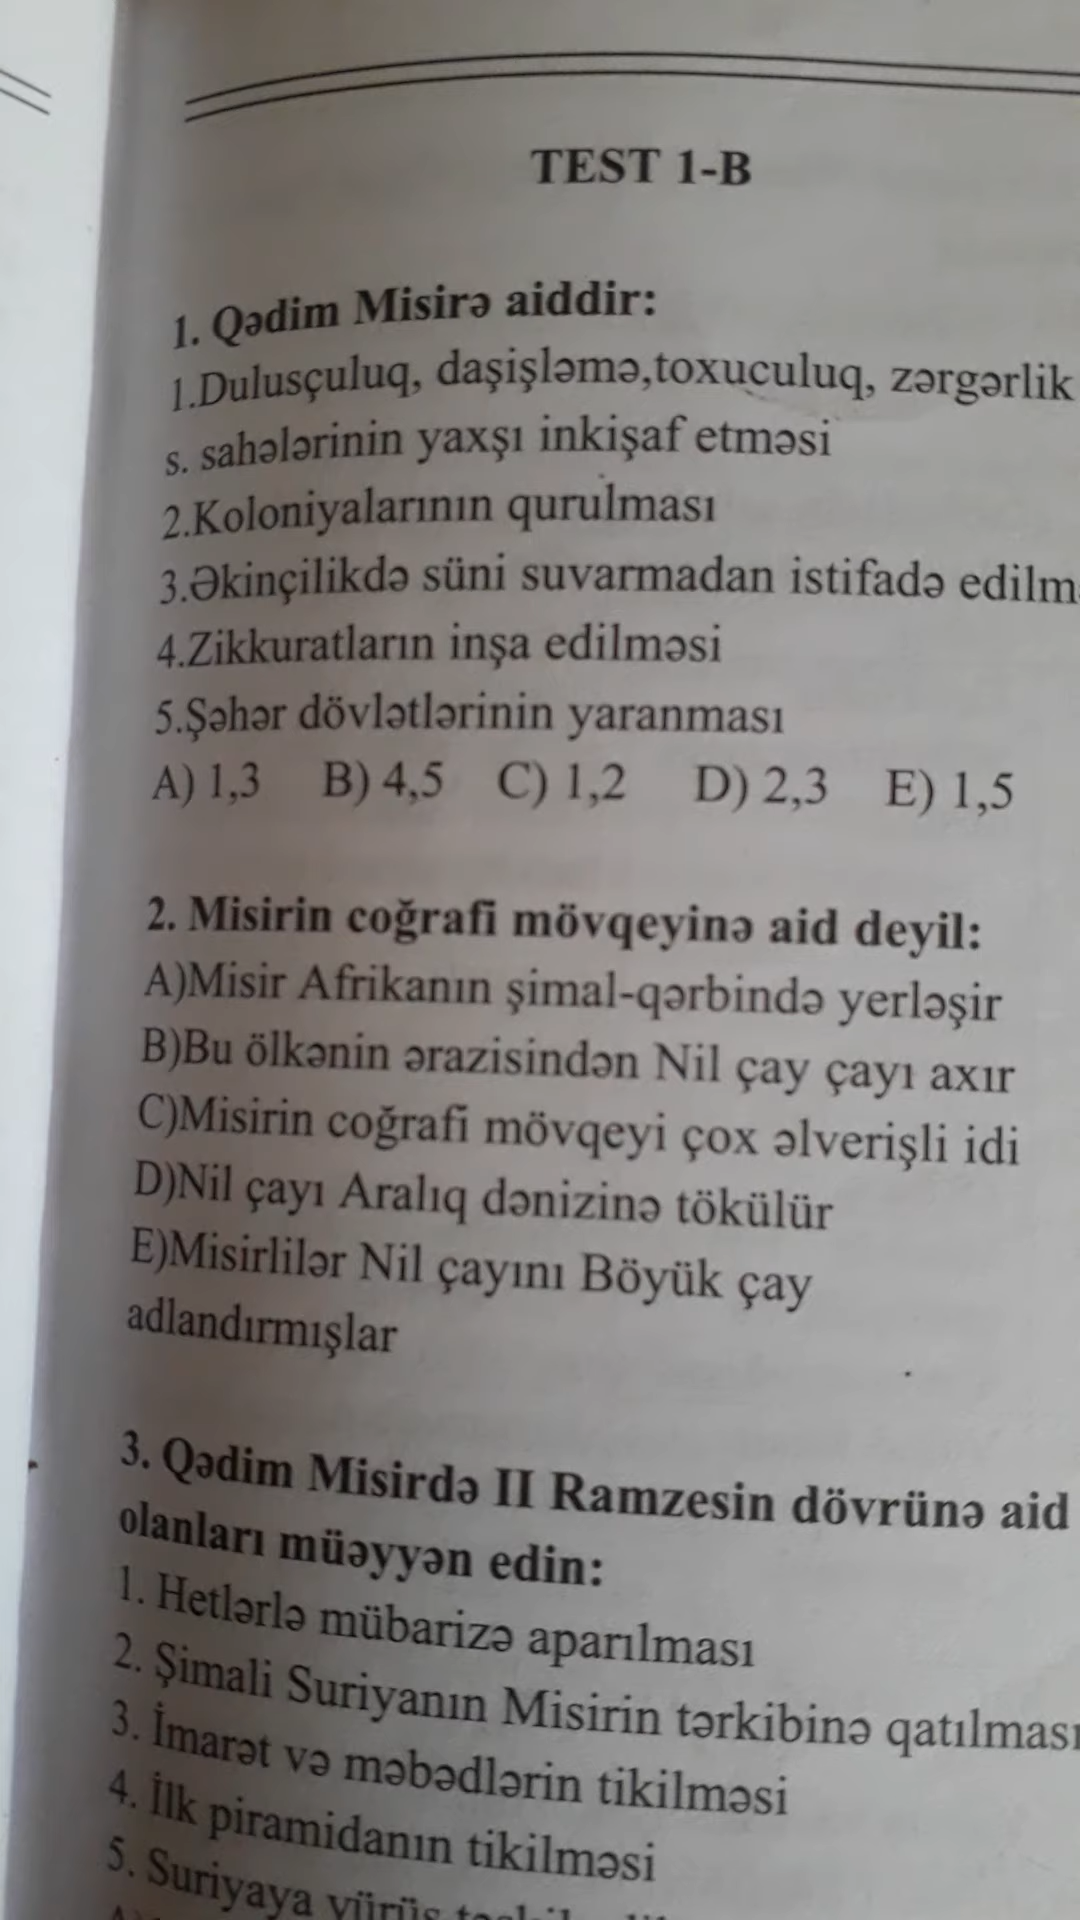 TEST 1-B
1. Qədim Misirə aiddir:
1.Dulusçuluq, daşişləmə,toxuculuq, zərgərlik
s. sahələrinin yaxşı inkişaf etməsi
2.Koloniyalarının qurulması
3.Əkinçilikdə süni suvarmadan istifadə
4.Zikkuratların inşa edilməsi
5.Şəhər dövlətlərinin yaranması
A) 1,3 B) 4,5 C) 1,2 D) 2,3 E) 1,5
2. Misirin coğrafi mövqeyinə aid deyil:
A)Misir Afrikanın şimal-qərbində yerləşir
B)Bu ölkənin ərazisindən Nil çay çayı axır
C)Misirin coğrafi mövqeyi çox əlverişli idi
D)Nil çayı Aralıq dənizinə tökülür
E)Misirlilər Nil çayını Böyük çay
adlandırmışlar
3. Qədim Misirdə II Ramzesin dövrünə aid
olanları müəyyən edin:
1. Hetlərlə mübarizə aparılması
2. Şimali Suriyanın Misirin tərkibinə qatılması
3. İmarət və məbədlərin tikilməsi
4. İlk piramidanın tikilməsi
5. Suriyaya yürüş